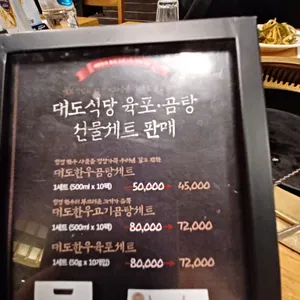 대도식당 육포·곰탕
선물세트 판매
대도한우곰탕세트
1세트 (500ml x 10팩) 50,000 → 45,000
대도한우고기곰탕세트
1세트 (500ml x 10팩) 80,000 → 72,000
대도한우육포세트
1세트 (50g x 10개입) 80,000 → 72,000